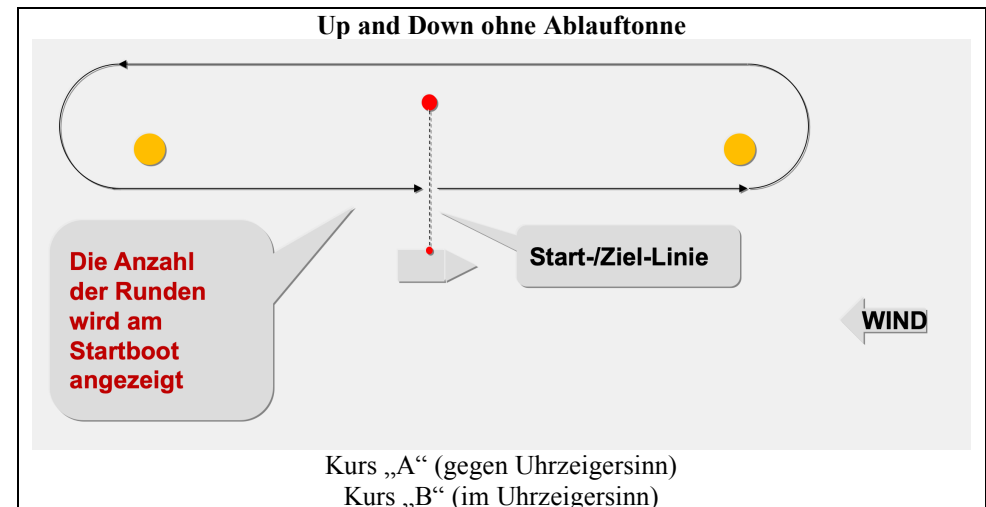 Up and Down ohne Ablauftonne
Die Anzahl
der Runden
wird am
Startboot
angezeigt
Start-/Ziel-Linie
WIND
Kurs „A“ (gegen Uhrzeigersinn)
Kurs „B“ (im Uhrzeigersinn)